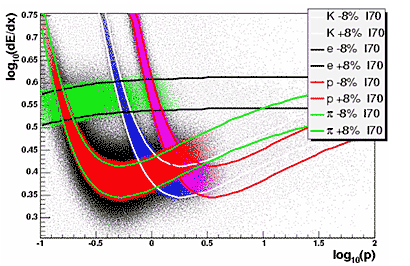 log10(dE/dx)
0.75
0.7
0.65
0.6
0.55
0.5
0.45
0.4
0.35
0.3
-1
-0.5
0
0.5
1
1.5
2
log10(p)
K -8% I70
K +8% I70
e -8% I70
e +8% I70
p -8% I70
p +8% I70
π -8% I70
π +8% I70